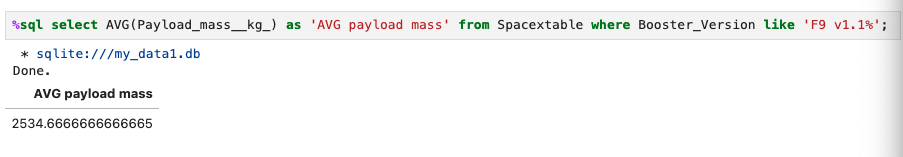 %sql select AVG(Payload_mass__kg_) as 'AVG payload mass' from Spacextable where Booster_Version like 'F9 v1.1%';
* sqlite:///my_data1.db
Done.
AVG payload mass
2534.6666666666665